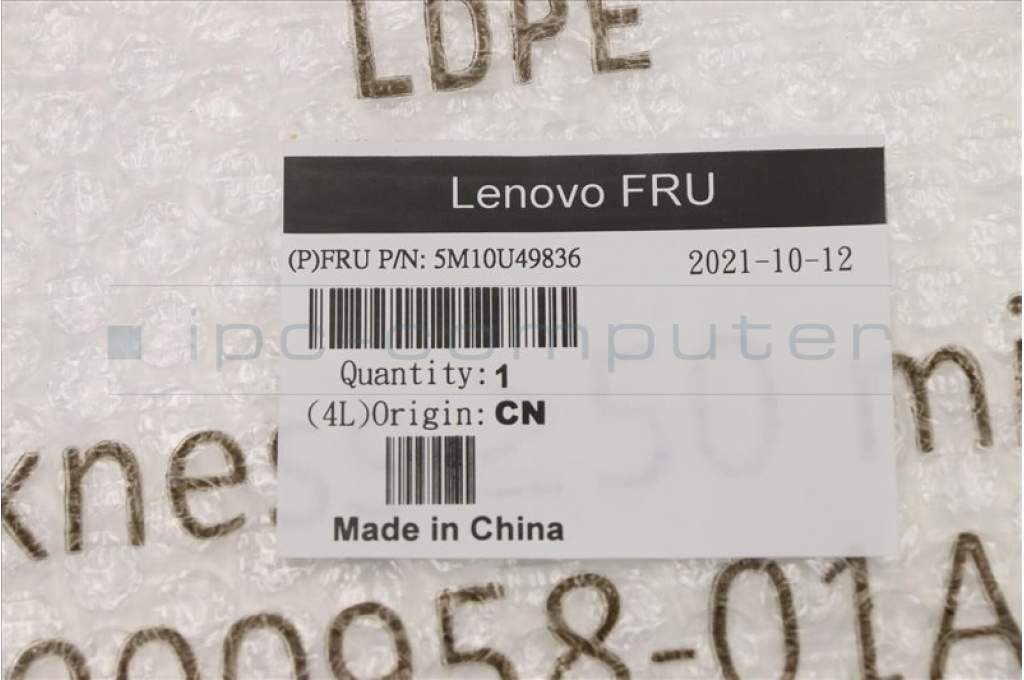 LDPE
Lenovo FRU
(P)FRU P/N: 5M10U49836
2021-10-12
ipc-computer
Quantity: 1
(4L)Origin: CN
Made in China